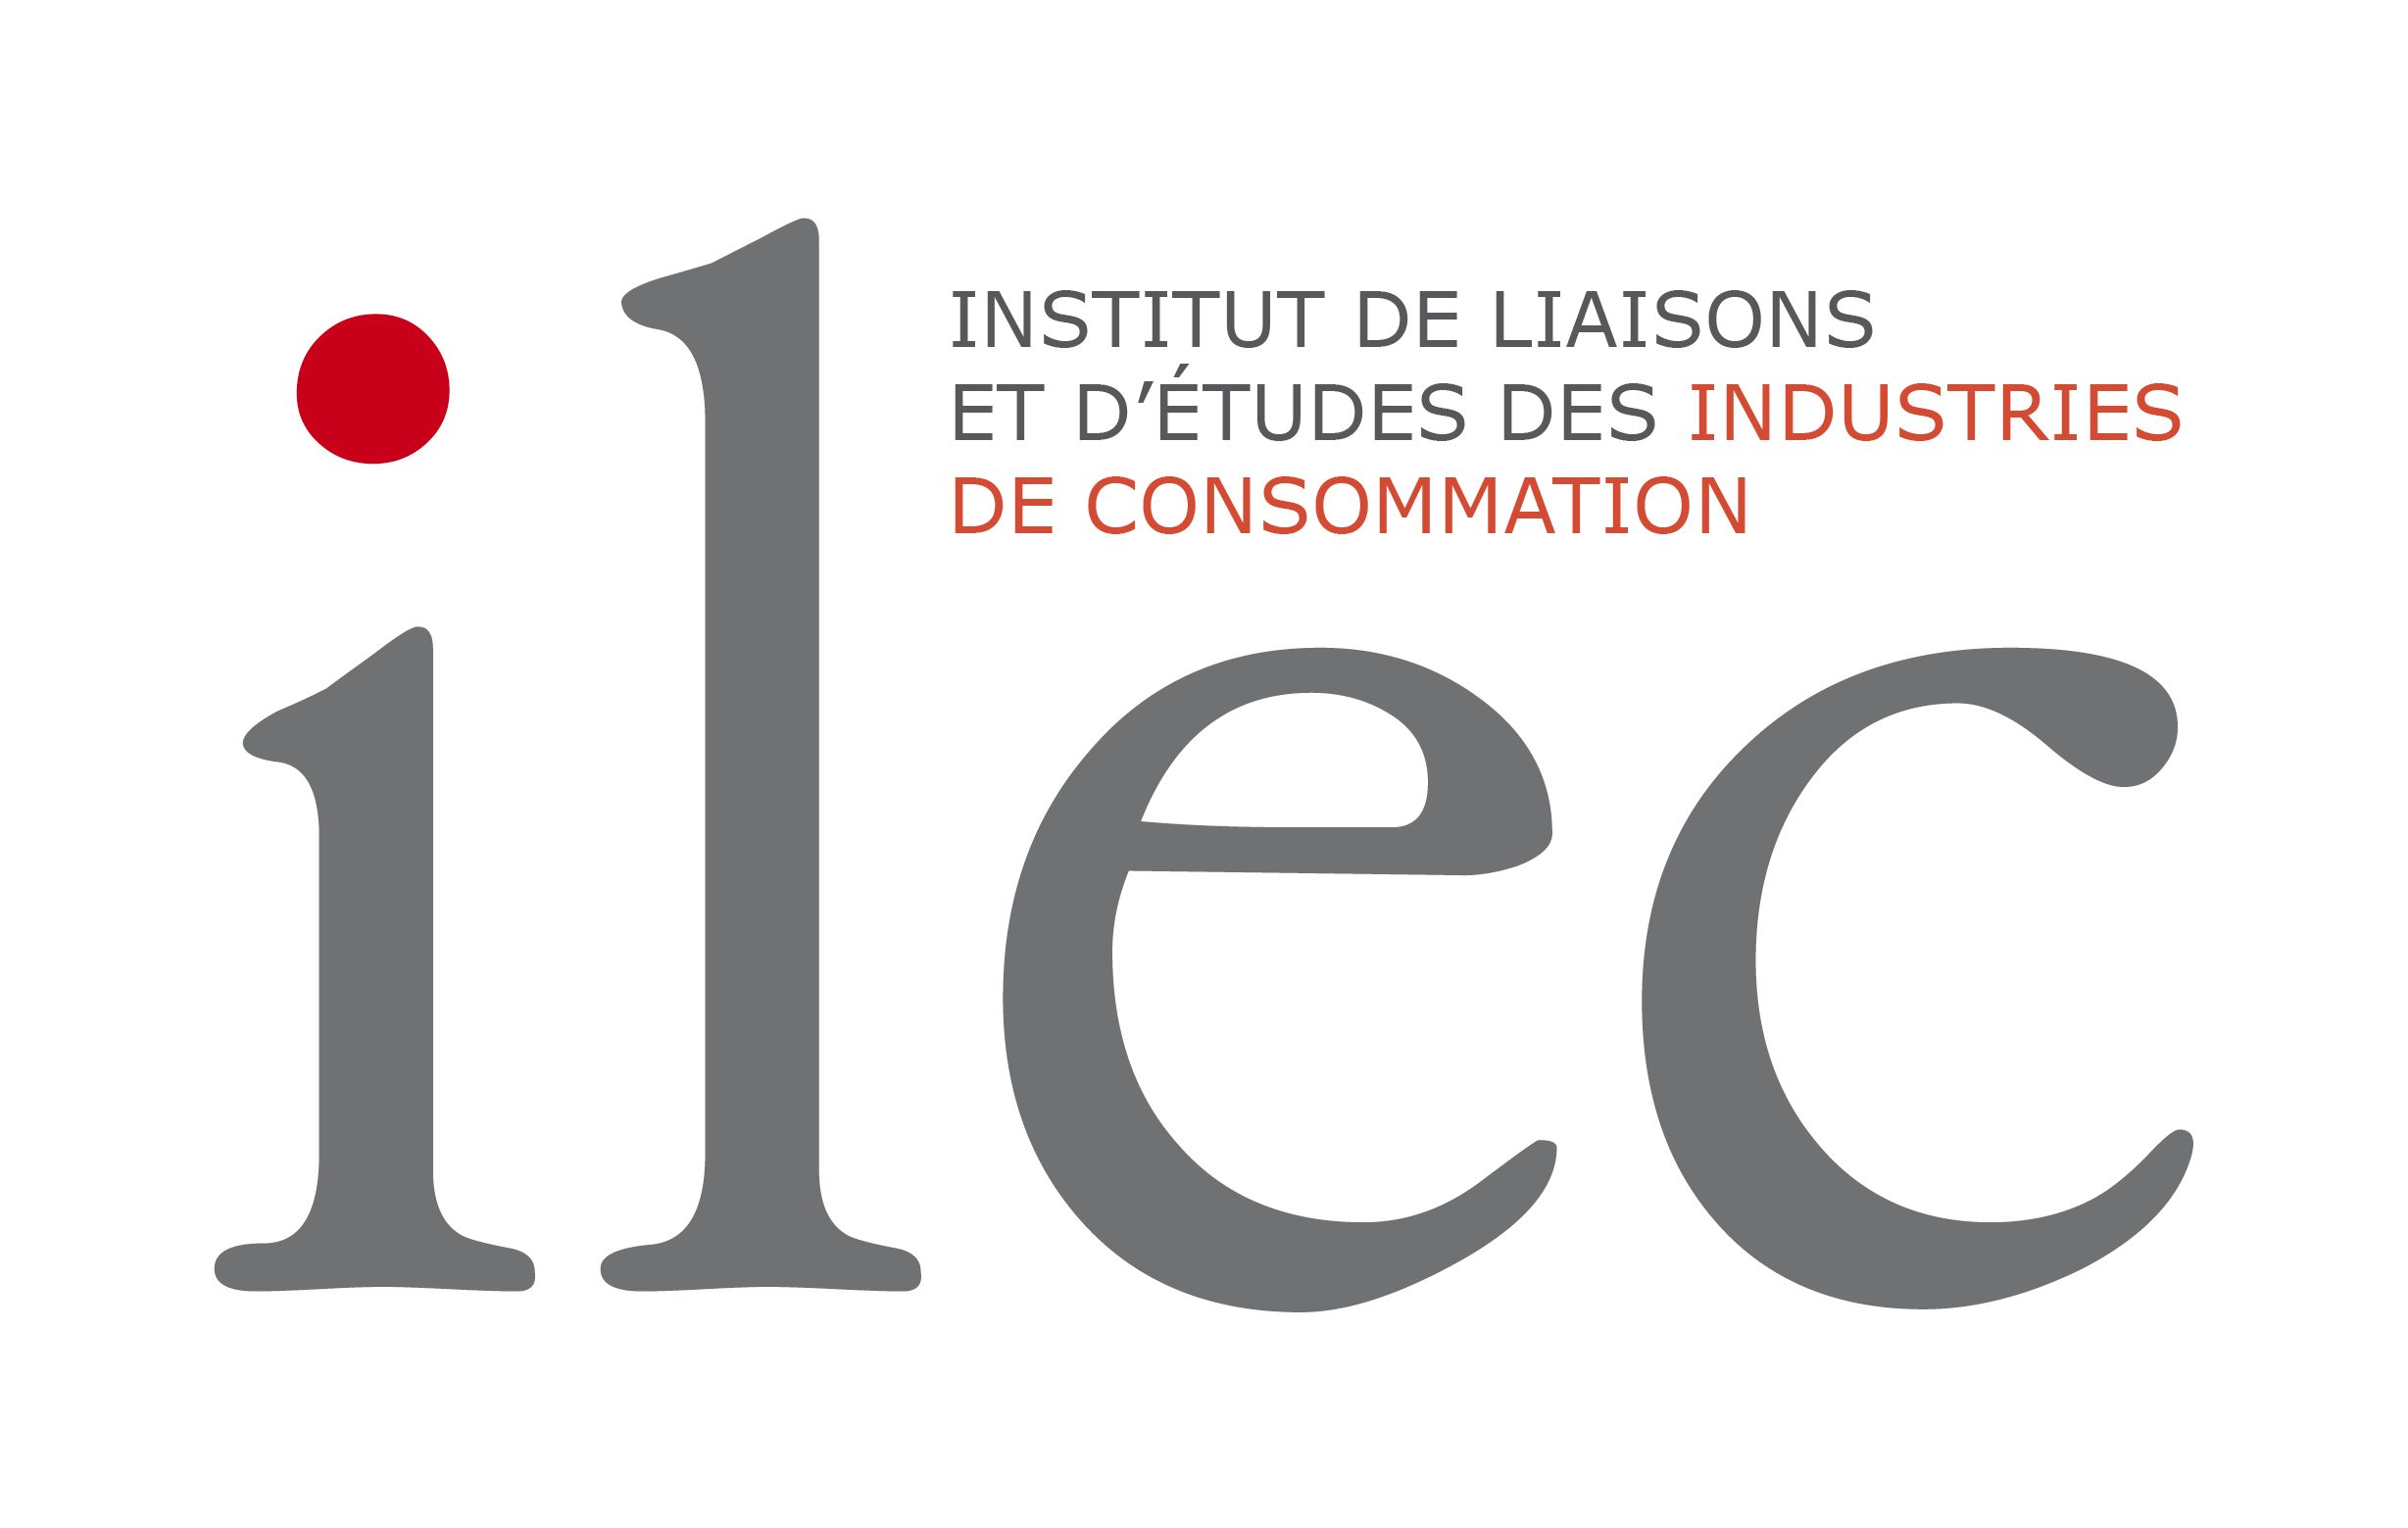 INSTITUT DE LIAISONS
ET D’ÉTUDES DES INDUSTRIES
DE CONSOMMATION
ilec